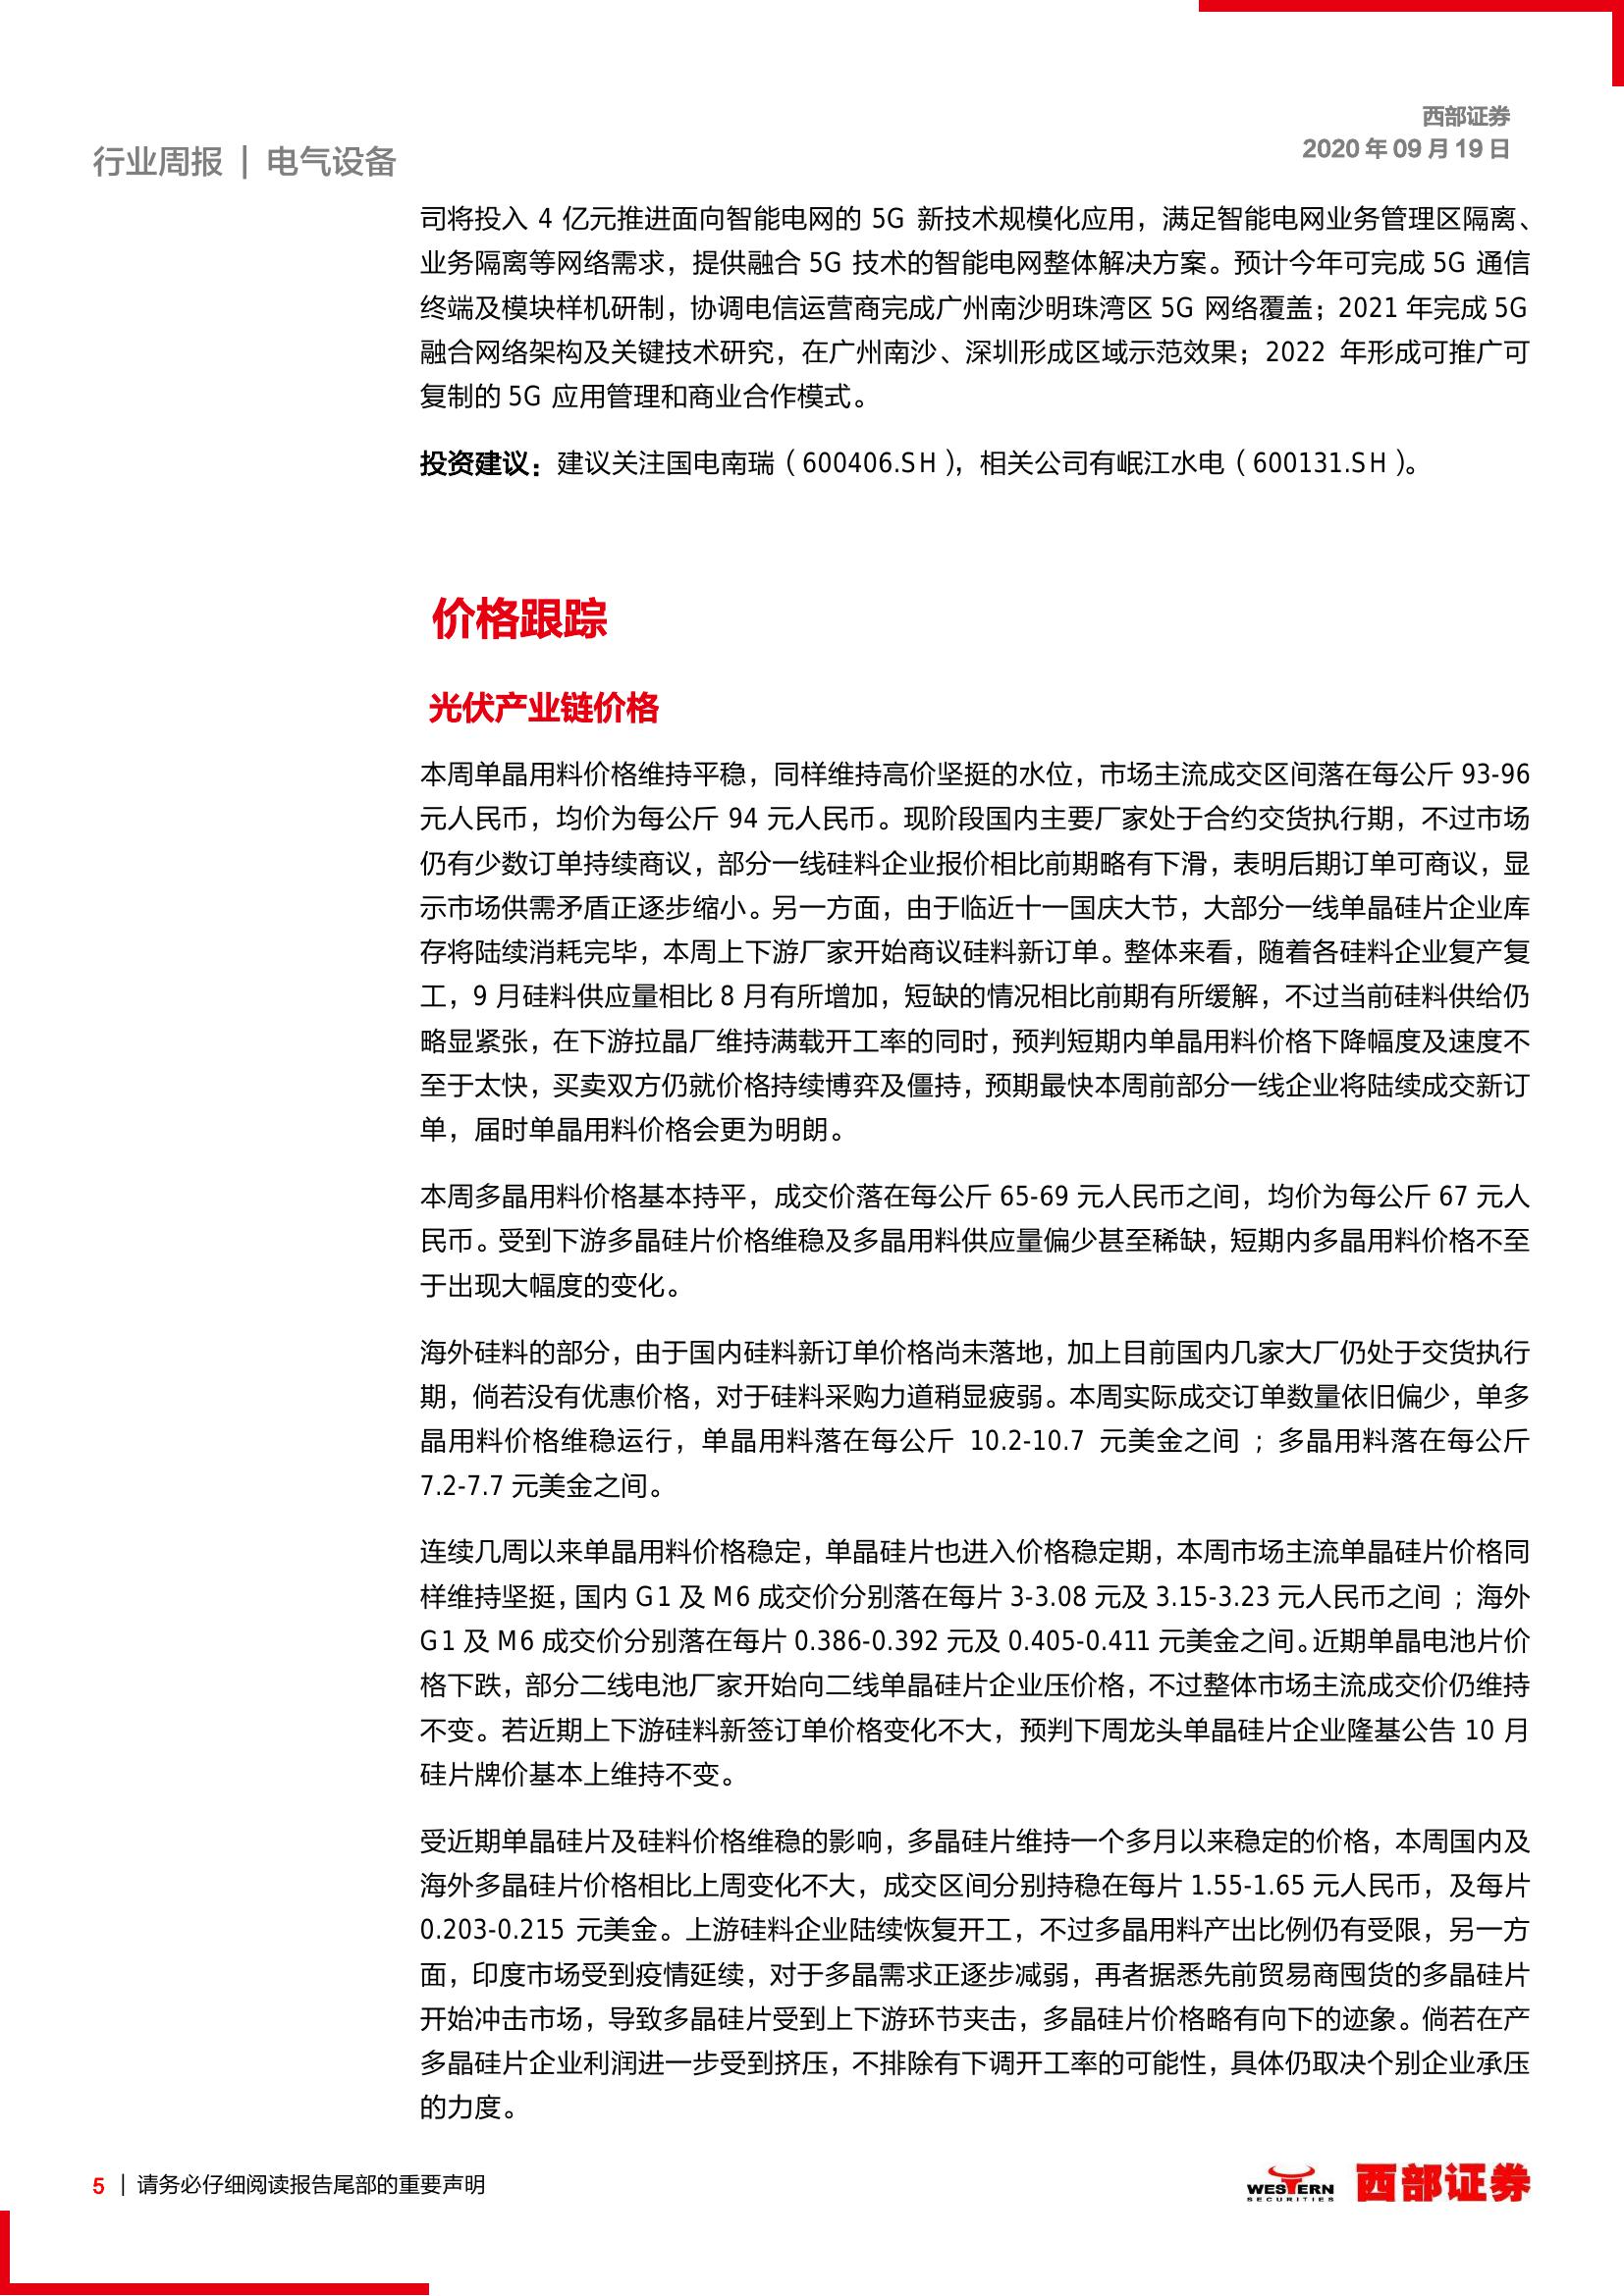 西部证券
2020 年 09 月 19 日
行业周报 | 电气设备
司将投入 4 亿元推进面向智能电网的 5G 新技术规模化应用，满足智能电网业务管理区隔离、
业务隔离等网络需求，提供融合 5G 技术的智能电网整体解决方案。预计今年可完成 5G 通信
终端及模块样机研制，协调电信运营商完成广州南沙明珠湾区 5G 网络覆盖；2021 年完成 5G
融合网络架构及关键技术研究，在广州南沙、深圳形成区域示范效果；2022 年形成可推广可
复制的 5G 应用管理和商业合作模式。
投资建议：建议关注国电南瑞（600406.SH），相关公司有岷江水电（600131.SH）。
价格跟踪
光伏产业链价格
本周单晶用料价格维持平稳，同样维持高价坚挺的水位，市场主流成交区间落在每公斤 93-96
元人民币，均价为每公斤 94 元人民币。现阶段国内主要厂家处于合约交货执行期，不过市场
仍有少数订单持续商议，部分一线硅料企业报价相比前期略有下滑，表明后期订单可商议，显
示市场供需矛盾正逐步缩小。另一方面，由于临近十一国庆大节，大部分一线单晶硅片企业库
存将陆续消耗完毕，本周上下游厂家开始商议硅料新订单。整体来看，随着各硅料企业复产复
工，9 月硅料供应量相比 8 月有所增加，短缺的情况相比前期有所缓解，不过当前硅料供给仍
略显紧张，在下游拉晶厂维持满载开工率的同时，预判短期内单晶用料价格下降幅度及速度不
至于太快，买卖双方仍就价格持续博弈及僵持，预期最快本周前部分一线企业将陆续成交新订
单，届时单晶用料价格会更为明朗。
本周多晶用料价格基本持平，成交价落在每公斤 65-69 元人民币之间，均价为每公斤 67 元人
民币。受到下游多晶硅片价格维稳及多晶用料供应量偏少甚至稀缺，短期内多晶用料价格不至
于出现大幅度的变化。
海外硅料的部分，由于国内硅料新订单价格尚未落地，加上目前国内几家大厂仍处于交货执行
期，倘若没有优惠价格，对于硅料采购力道稍显疲弱。本周实际成交订单数量依旧偏少，单多
晶用料价格维稳运行，单晶用料落在每公斤 10.2-10.7 元美金之间 ；多晶用料落在每公斤
7.2-7.7 元美金之间。
连续几周以来单晶用料价格稳定，单晶硅片也进入价格稳定期，本周市场主流单晶硅片价格同
样维持坚挺，国内 G1 及 M6 成交价分别落在每片 3-3.08 元及 3.15-3.23 元人民币之间 ；海外
G1 及 M6 成交价分别落在每片 0.386-0.392 元及 0.405-0.411 元美金之间。近期单晶电池片价
格下跌，部分二线电池厂家开始向二线单晶硅片企业压价格，不过整体市场主流成交价仍维持
不变。若近期上下游硅料新签订单价格变化不大，预判下周龙头单晶硅片企业隆基公告 10 月
硅片牌价基本上维持不变。
受近期单晶硅片及硅料价格维稳的影响，多晶硅片维持一个多月以来稳定的价格，本周国内及
海外多晶硅片价格相比上周变化不大，成交区间分别持稳在每片 1.55-1.65 元人民币，及每片
0.203-0.215 元美金。上游硅料企业陆续恢复开工，不过多晶用料产出比例仍有受限，另一方
面，印度市场受到疫情延续，对于多晶需求正逐步减弱，再者据悉先前贸易商囤货的多晶硅片
开始冲击市场，导致多晶硅片受到上下游环节夹击，多晶硅片价格略有向下的迹象。倘若在产
多晶硅片企业利润进一步受到挤压，不排除有下调开工率的可能性，具体仍取决个别企业承压
的力度。
5 | 请务必仔细阅读报告尾部的重要声明
WESTERN
SECURITIES
西部证券